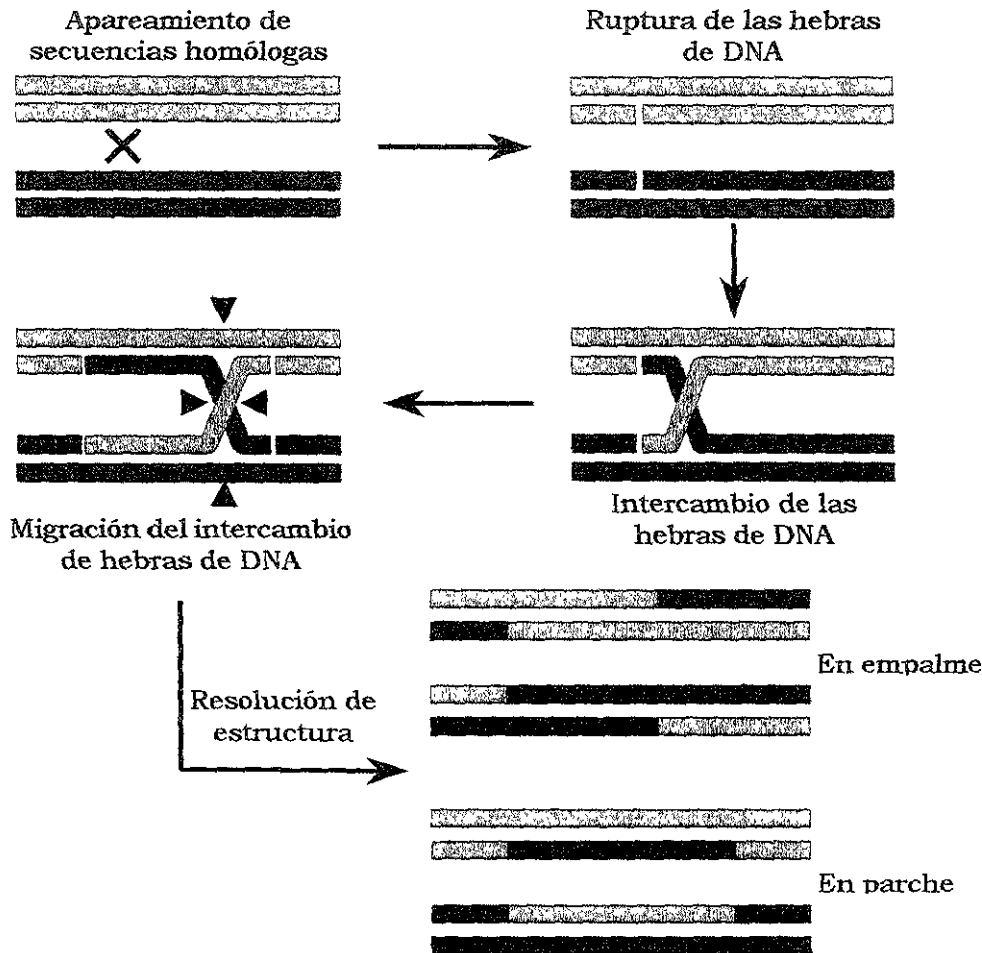 Apareamiento de
secuencias homólogas
Ruptura de las hebras
de DNA
Migración del intercambio
de hebras de DNA
Intercambio de las
hebras de DNA
Resolución de
estructura
En empalme
En parche